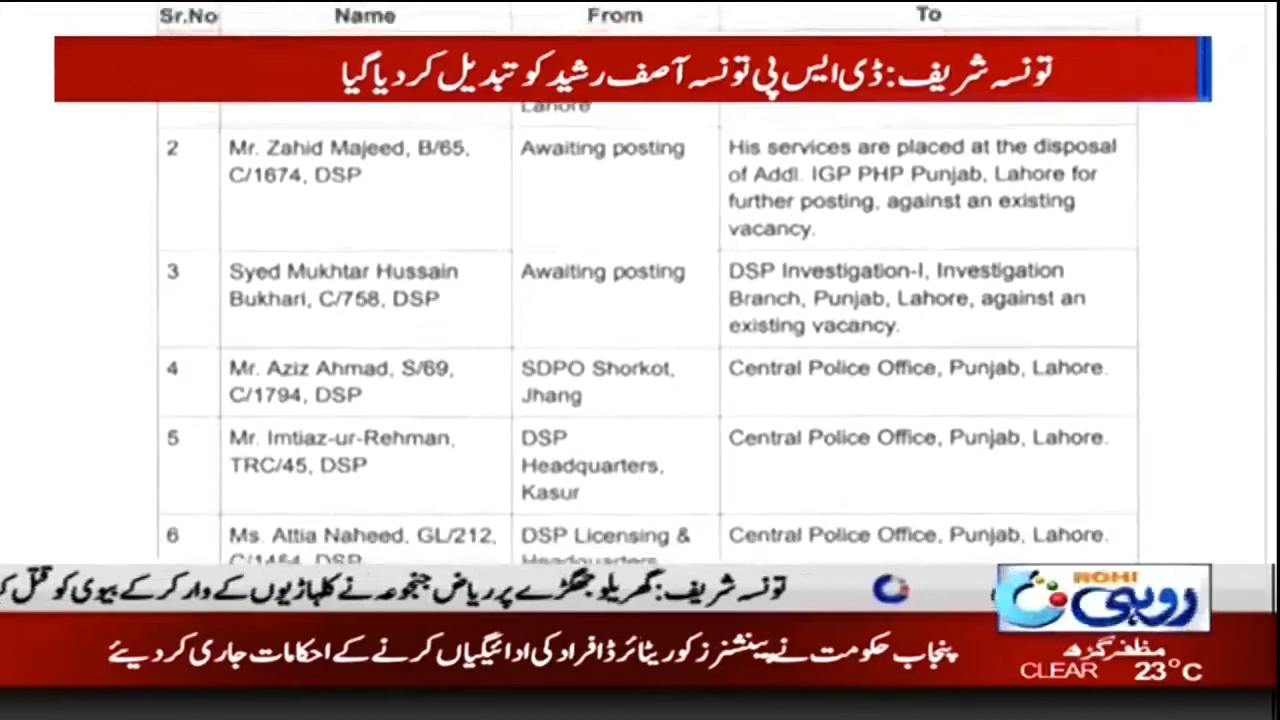 Sr.No Name From To
تونسہ شریف: ڈی ایس پی تونسہ آصف رشید کو تبدیل کر دیا گیا
Lahore
2 Mr. Zahid Majeed, B/65, Awaiting posting His services are placed at the disposal
C/1674, DSP of Addl. IGP PHP Punjab, Lahore for
further posting, against an existing
vacancy.
3 Syed Mukhtar Hussain Awaiting posting DSP Investigation-I, Investigation
Bukhari, C/758, DSP Branch, Punjab, Lahore, against an
existing vacancy.
4 Mr. Aziz Ahmad, S/69, SDPO Shorkot, Central Police Office, Punjab, Lahore.
C/1794, DSP Jhang
5 Mr. Imtiaz-ur-Rehman, DSP Central Police Office, Punjab, Lahore.
TRC/45, DSP Headquarters,
Kasur
6 Ms. Attia Naheed, GL/212, DSP Licensing & Central Police Office, Punjab, Lahore.
C/1454, DSP Headquarters
تونسہ شریف: گھریلو جھگڑے پر ریاض جنجوعہ نے کلہاڑیوں کے وار کر کے بیوی کو قتل
ROHI
روہی
پنجاب حکومت نے پینشنرز کو ریٹائرڈ افراد کی ادائیگیاں کرنے کے احکامات جاری کر دیئے
مظفر گڑھ
CLEAR 23°C